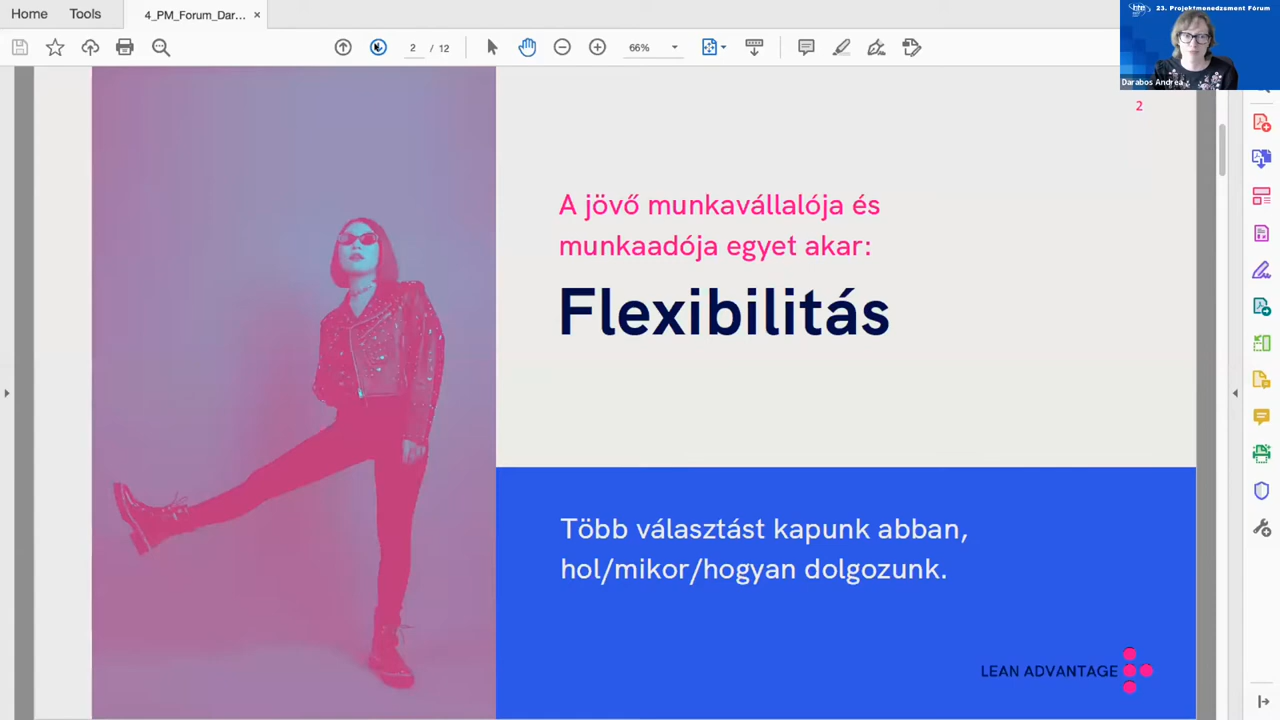 Home
Tools
4_PM_Forum_Dar...
×
2 / 12
66%
23. Projektmenedzsment Fórum
Darabos Andrea
2
A jövő munkavállalója és
munkaadója egyet akar:
Flexibilitás
Több választást kapunk abban,
hol/mikor/hogyan dolgozunk.
LEAN ADVANTAGE